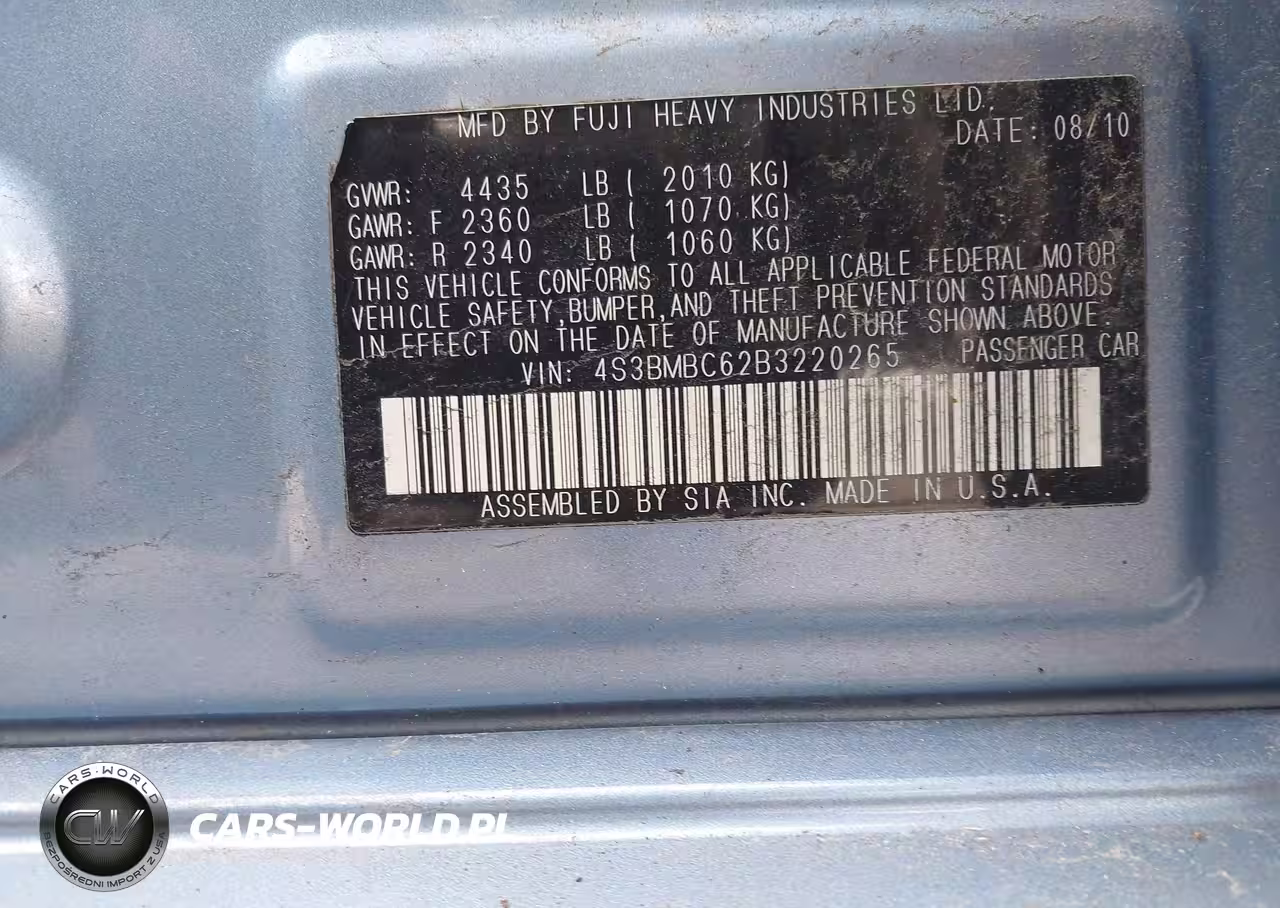 MFD BY FUJI HEAVY INDUSTRIES LTD.
DATE: 08/10
GVWR: 4435 LB ( 2010 KG)
GAWR: F 2360 LB ( 1070 KG)
GAWR: R 2340 LB ( 1060 KG)
THIS VEHICLE CONFORMS TO ALL APPLICABLE FEDERAL MOTOR
VEHICLE SAFETY, BUMPER, AND THEFT PREVENTION STANDARDS
IN EFFECT ON THE DATE OF MANUFACTURE SHOWN ABOVE.
VIN: 4S3BMBC62B3220265 PASSENGER CAR
ASSEMBLED BY SIA INC. MADE IN U.S.A.
CARS-WORLD
CW
BEZPOŚREDNI IMPORT Z USA
CARS-WORLD.PL